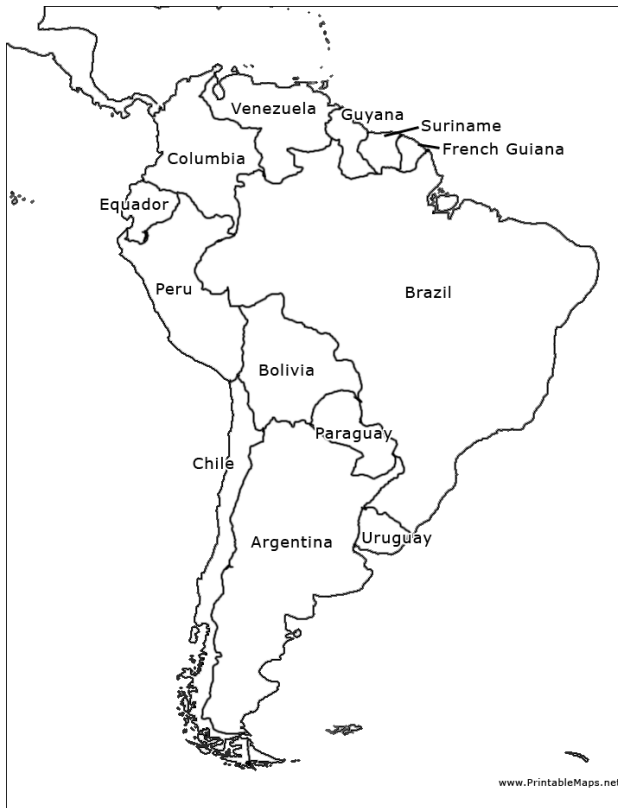 Venezuela
Guyana
Suriname
French Guiana
Columbia
Equador
Peru
Brazil
Bolivia
Paraguay
Chile
Argentina
Uruguay
www.PrintableMaps.net